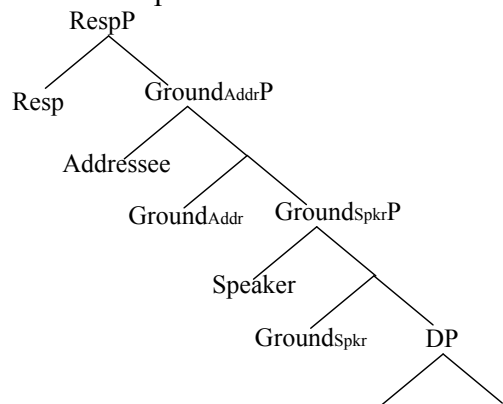 RespP
Resp
GroundAddrP
Addressee
GroundAddr
GroundSpkrP
Speaker
GroundSpkr
DP